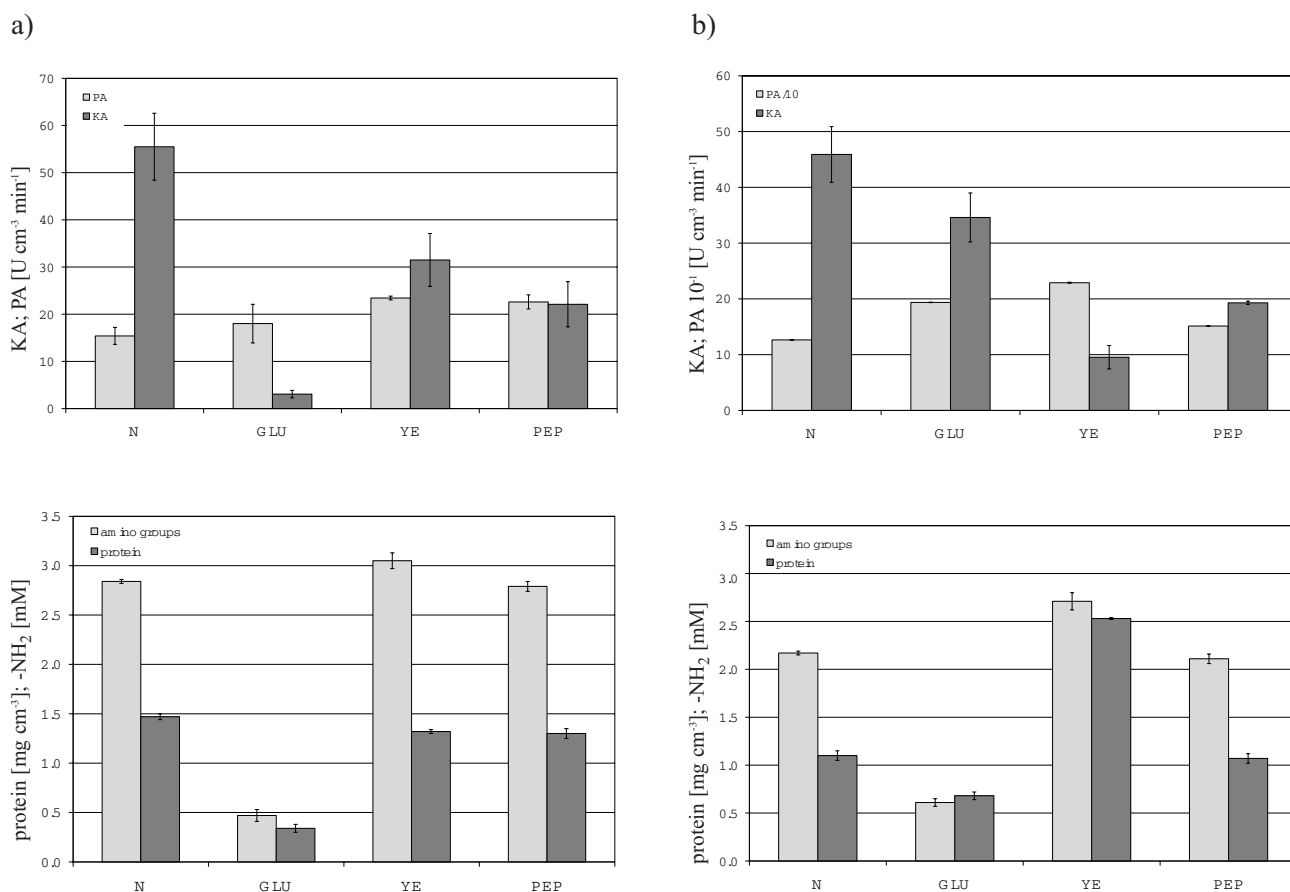 a)
KA; PA [U cm⁻³ min⁻¹]
70
60
50
40
30
20
10
0
PA
KA
N GLU YE PEP
b)
KA; PA 10⁻¹ [U cm⁻³ min⁻¹]
60
50
40
30
20
10
0
PA/10
KA
N GLU YE PEP
protein [mg cm⁻³]; -NH₂ [mM]
3.5
3.0
2.5
2.0
1.5
1.0
0.5
0.0
amino groups
protein
N GLU YE PEP
protein [mg cm⁻³]; -NH₂ [mM]
3.5
3.0
2.5
2.0
1.5
1.0
0.5
0.0
amino groups
protein
N GLU YE PEP